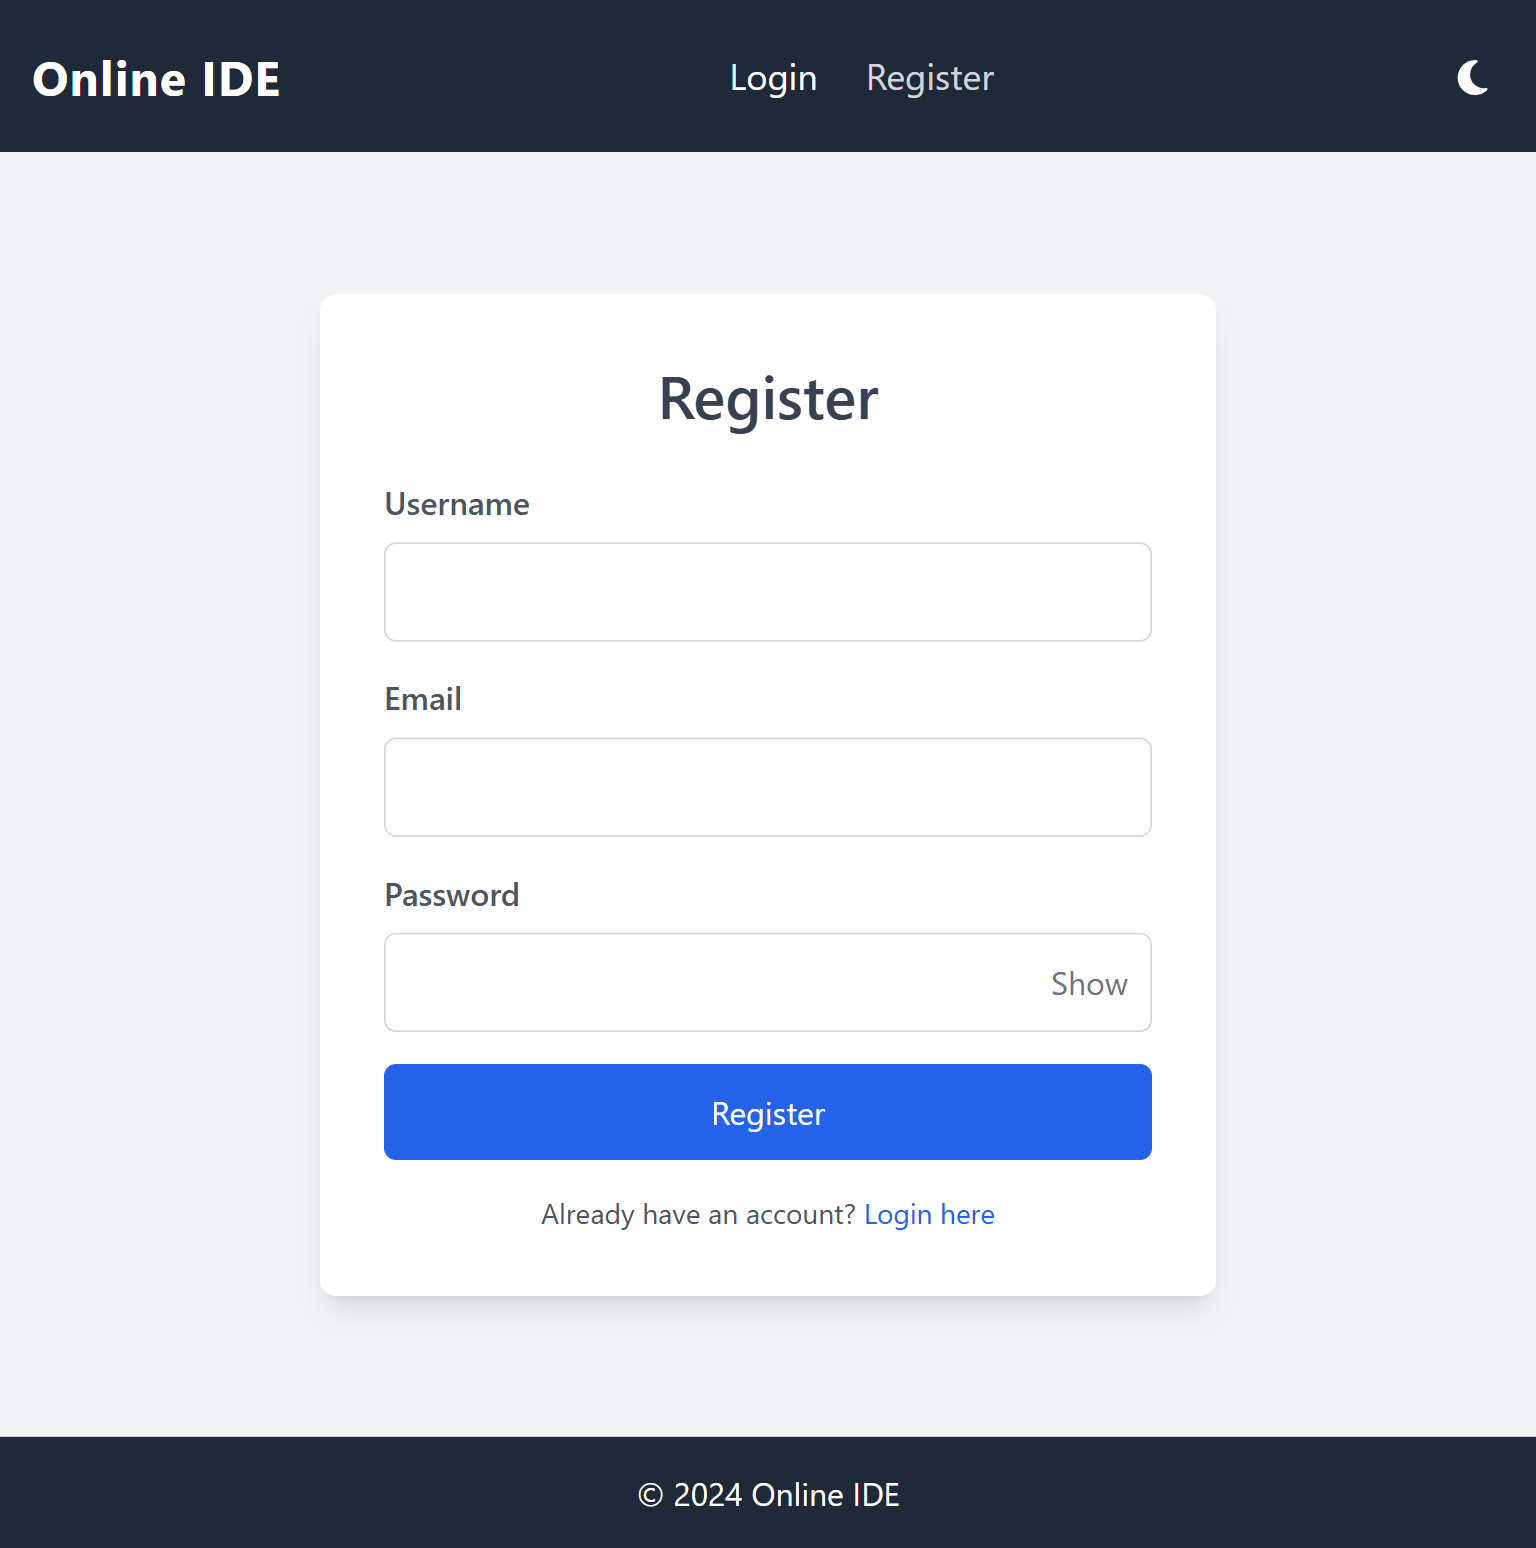 Online IDE
Login
Register
Register
Username
Email
Password
Show
Register
Already have an account? Login here
© 2024 Online IDE